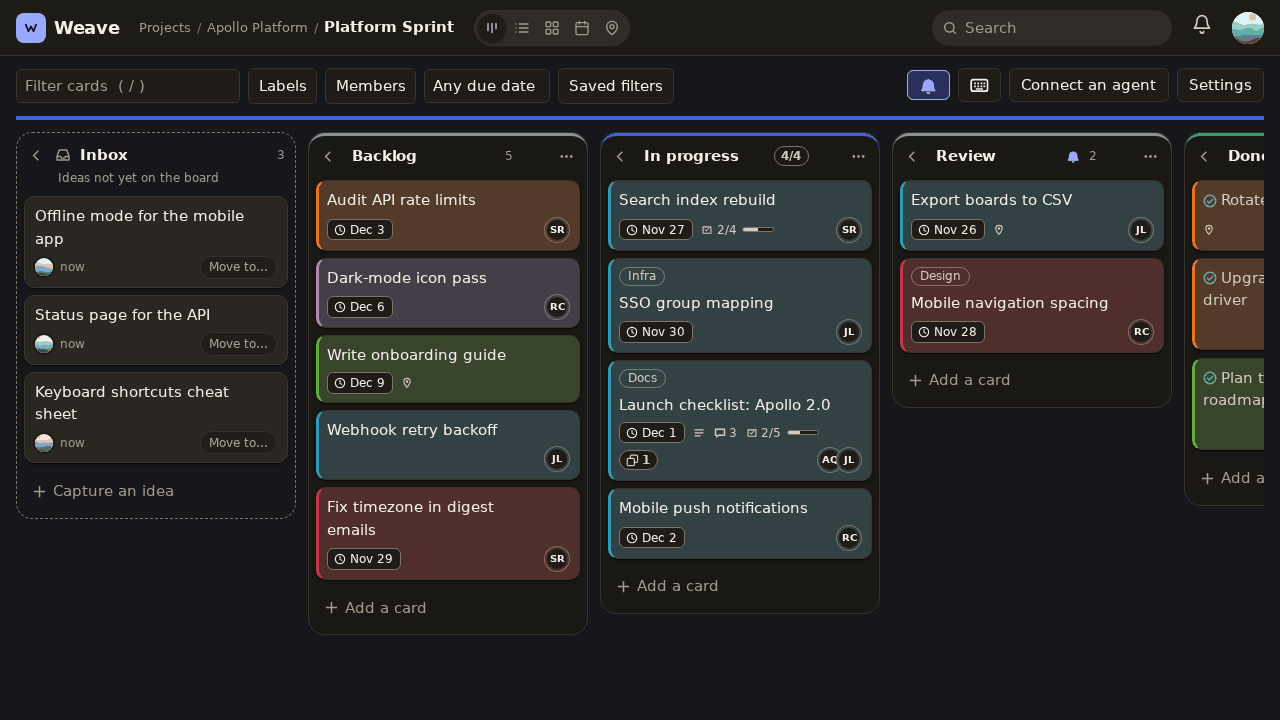 Weave
Projects / Apollo Platform / Platform Sprint
Search
Filter cards ( / )
Labels
Members
Any due date
Saved filters
Connect an agent
Settings
Inbox
3
Ideas not yet on the board
Offline mode for the mobile
app
now
Move to...
Status page for the API
now
Move to...
Keyboard shortcuts cheat
sheet
now
Move to...
Capture an idea
Backlog
5
Audit API rate limits
Dec 3
SR
Dark-mode icon pass
Dec 6
RC
Write onboarding guide
Dec 9
Webhook retry backoff
JL
Fix timezone in digest
emails
Nov 29
SR
Add a card
In progress
4/4
Search index rebuild
Nov 27
2/4
SR
Infra
SSO group mapping
Nov 30
JL
Docs
Launch checklist: Apollo 2.0
Dec 1
3
2/5
1
JL
Mobile push notifications
Dec 2
RC
Add a card
Review
2
Export boards to CSV
Nov 26
JL
Design
Mobile navigation spacing
Nov 28
RC
Add a card
Done
Rotate
Upgra
driver
Plan t
roadmap
Add a